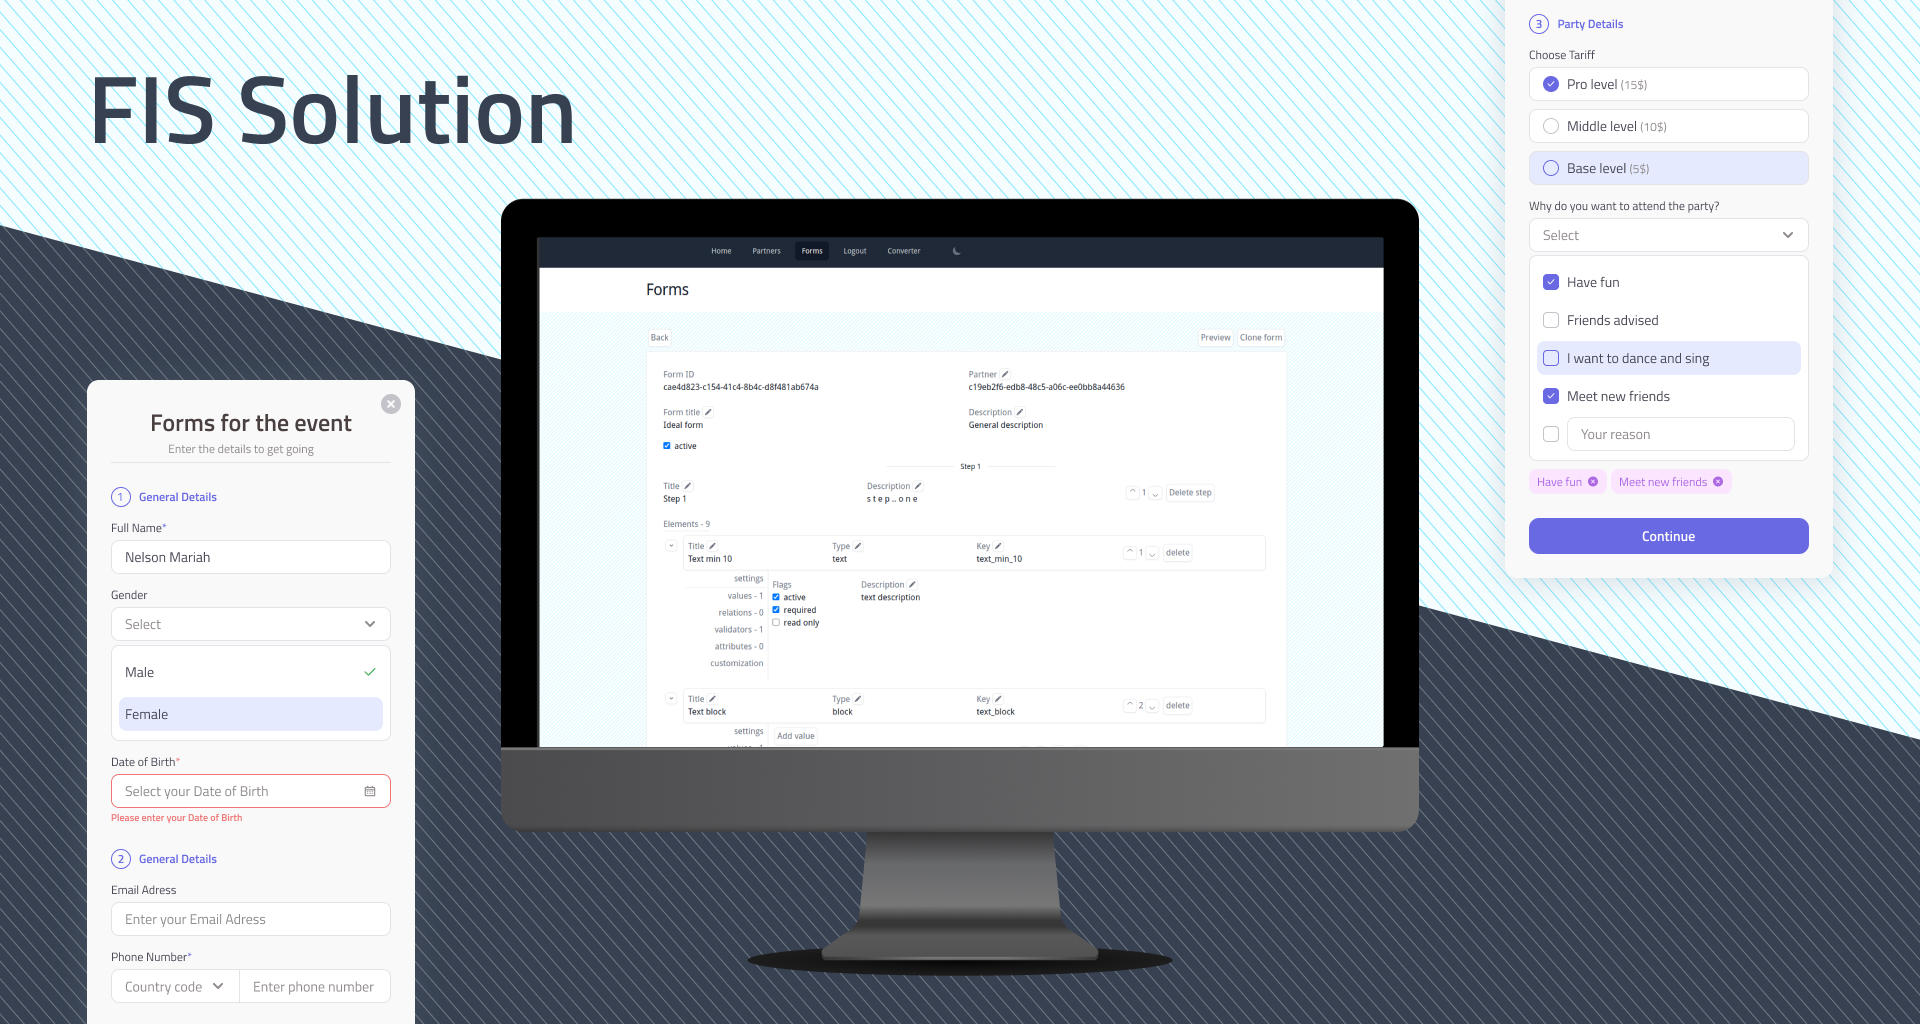 FIS Solution
Forms for the event
Enter the details to get going
1 General Details
Full Name*
Nelson Mariah
Gender
Select
Male
Female
Date of Birth*
Select your Date of Birth
Please enter your Date of Birth
2 General Details
Email Adress
Enter your Email Adress
Phone Number*
Country code Enter phone number
Home Partners Forms Logout Converter
Forms
Back Preview Clone form
Form ID Partner
cae4d823-c154-41c4-8b4c-d8f481ab674a c19eb2f6-edb8-48c5-a06c-ee0bb8a44636
Form title Description
Ideal form General description
active
Step 1
Title Description
Step 1 s t e p . . o n e 1 Delete step
Elements - 9
Title Type Key
Text min 10 text text_min_10 1 delete
settings Flags Description
values - 1 active text description
relations - 0 required
validators - 1 read only
attributes - 0
customization
Title Type Key
Text block block text_block 2 delete
settings Add value
3 Party Details
Choose Tariff
Pro level (15$)
Middle level (10$)
Base level (5$)
Why do you want to attend the party?
Select
Have fun
Friends advised
I want to dance and sing
Meet new friends
Your reason
Have fun Meet new friends
Continue